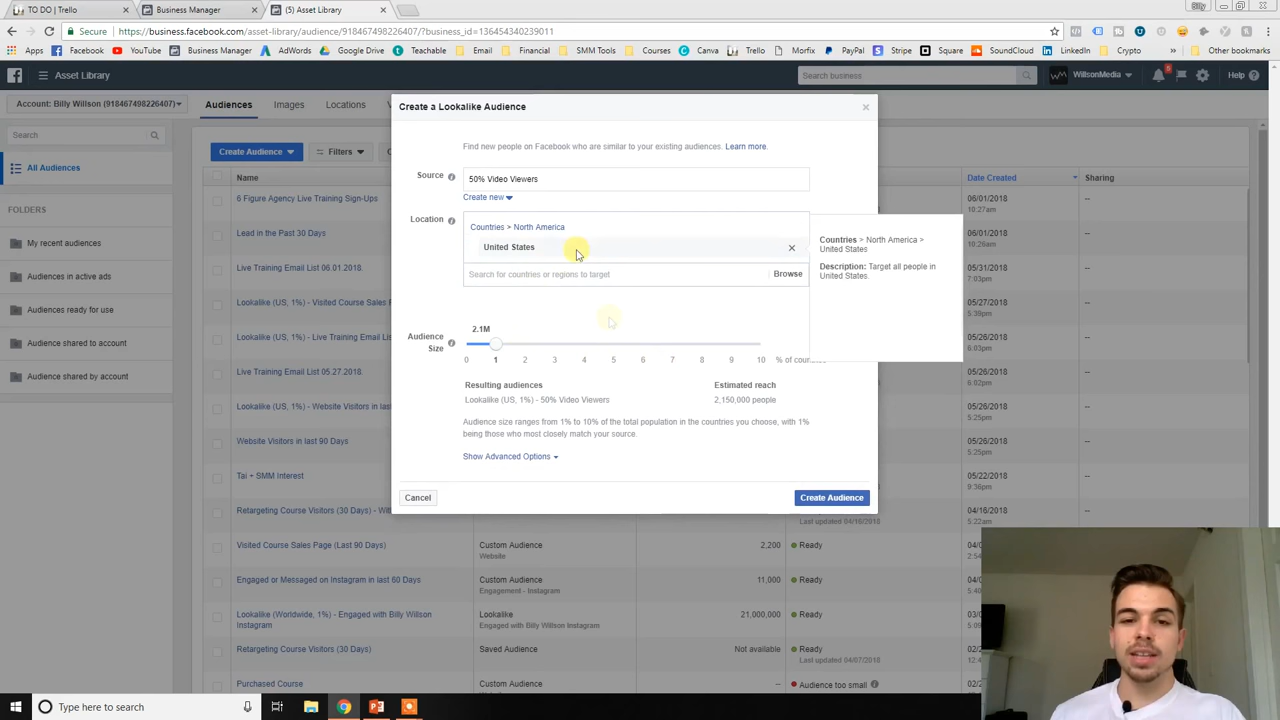 TO DO | Trello
Business Manager
(5) Asset Library
Billy
Secure
https://business.facebook.com/asset-library/audience/918467498226407/?business_id=136454340239011
Apps
Facebook
YouTube
Business Manager
AdWords
Google Drive
Teachable
Email
Financial
SMM Tools
Courses
Canva
Trello
Morfix
PayPal
Stripe
Square
SoundCloud
LinkedIn
Crypto
Other bookmarks
Asset Library
Search business
WillsonMedia
5
Help
Account: Billy Willson (918467498226407)
Audiences
Images
Locations
Search
All Audiences
FOLDERS
My recent audiences
Audiences in active ads
Audiences ready for use
Audience shared to account
Audience shared by account
Create Audience
Filters
Name
Date Created
Sharing
6 Figure Agency Live Training Sign-Ups
06/01/2018
10:27am
--
Lead in the Past 30 Days
06/01/2018
10:26am
--
Live Training Email List 06.01.2018.
05/31/2018
7:03pm
--
Lookalike (US, 1%) - Visited Course Sales P
05/27/2018
5:39pm
--
Lookalike (US, 1%) - Live Training Email Lis
05/26/2018
6:03pm
--
Live Training Email List 05.27.2018.
05/26/2018
6:02pm
--
Lookalike (US, 1%) - Website Visitors in last
05/26/2018
5:25pm
--
Website Visitors in last 90 Days
05/26/2018
5:25pm
--
Tai + SMM Interest
05/22/2018
9:36pm
--
Retargeting Course Visitors (30 Days) - Wit
Last updated 04/16/2018
04/16/2018
5:22am
--
Visited Course Sales Page (Last 90 Days)
Custom Audience
Website
2,200
Ready
--
Engaged or Messaged on Instagram in last 60 Days
Custom Audience
Engagement - Instagram
11,000
Ready
Lookalike (Worldwide, 1%) - Engaged with Billy Willson
Instagram
Lookalike
Engaged with Billy Willson Instagram
21,000,000
Ready
Retargeting Course Visitors (30 Days)
Saved Audience
Not available
Ready
Last updated 04/07/2018
Purchased Course
Custom Audience
--
Audience too small
Create a Lookalike Audience
Find new people on Facebook who are similar to your existing audiences. Learn more.
Source
50% Video Viewers
Create new
Location
Countries > North America
United States
Search for countries or regions to target
Browse
Countries > North America >
United States
Description: Target all people in
United States.
2.1M
Audience
Size
0 1 2 3 4 5 6 7 8 9 10 % of countries
Resulting audiences
Estimated reach
Lookalike (US, 1%) - 50% Video Viewers
2,150,000 people
Audience size ranges from 1% to 10% of the total population in the countries you choose, with 1%
being those who most closely match your source.
Show Advanced Options
Cancel
Create Audience
Type here to search